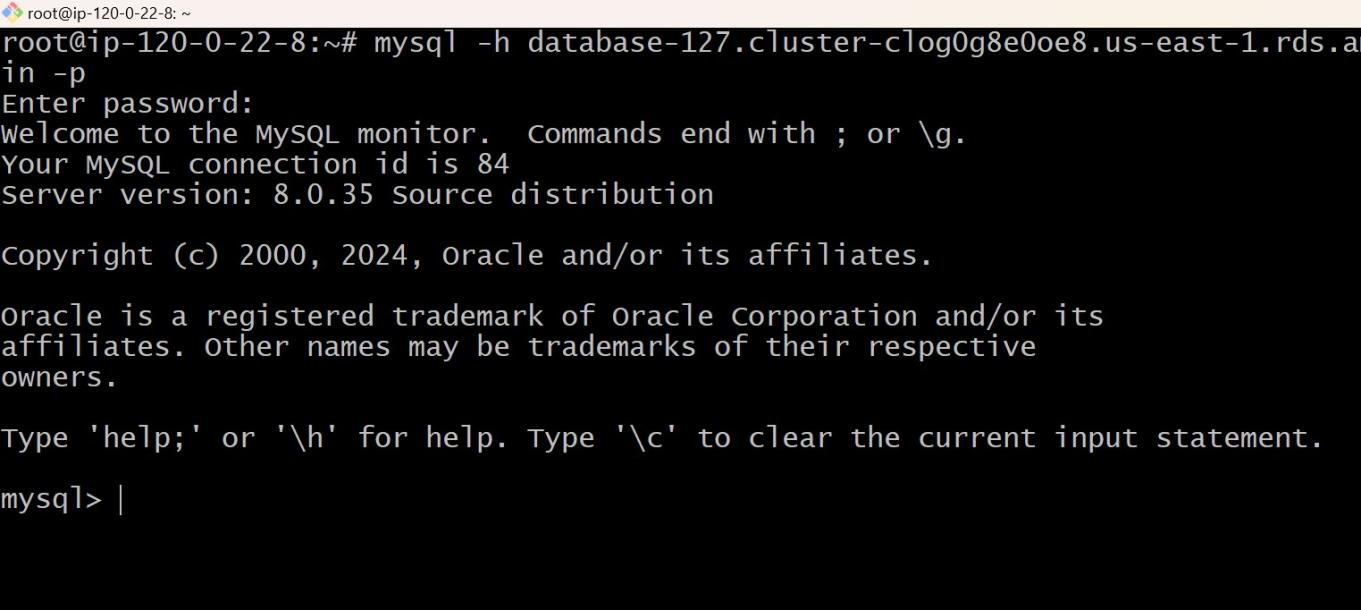 root@ip-120-0-22-8: ~
root@ip-120-0-22-8:~# mysql -h database-127.cluster-clog0g8e0oe8.us-east-1.rds.a
in -p
Enter password:
Welcome to the MySQL monitor.  Commands end with ; or \g.
Your MySQL connection id is 84
Server version: 8.0.35 Source distribution
Copyright (c) 2000, 2024, Oracle and/or its affiliates.
Oracle is a registered trademark of Oracle Corporation and/or its
affiliates. Other names may be trademarks of their respective
owners.
Type 'help;' or '\h' for help. Type '\c' to clear the current input statement.
mysql>